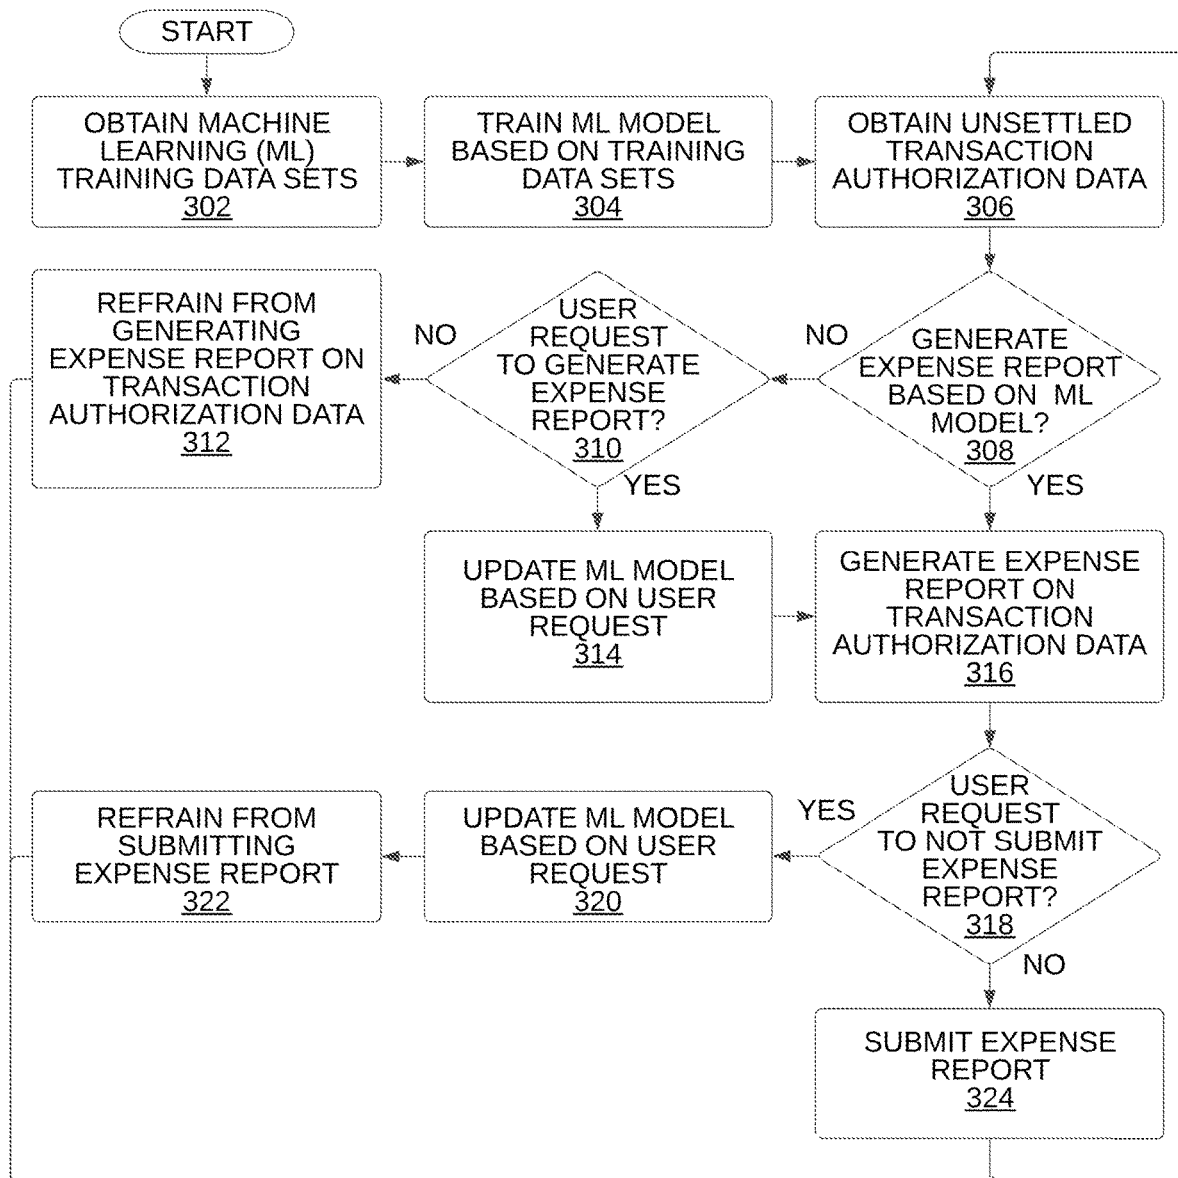 START
OBTAIN MACHINE
LEARNING (ML)
TRAINING DATA SETS
302
TRAIN ML MODEL
BASED ON TRAINING
DATA SETS
304
OBTAIN UNSETTLED
TRANSACTION
AUTHORIZATION DATA
306
REFRAIN FROM
GENERATING
EXPENSE REPORT ON
TRANSACTION
AUTHORIZATION DATA
312
NO
USER
REQUEST
TO GENERATE
EXPENSE
REPORT?
310
YES
NO
GENERATE
EXPENSE REPORT
BASED ON ML
MODEL?
308
YES
UPDATE ML MODEL
BASED ON USER
REQUEST
314
GENERATE EXPENSE
REPORT ON
TRANSACTION
AUTHORIZATION DATA
316
REFRAIN FROM
SUBMITTING
EXPENSE REPORT
322
UPDATE ML MODEL
BASED ON USER
REQUEST
320
YES
USER
REQUEST
TO NOT SUBMIT
EXPENSE
REPORT?
318
NO
SUBMIT EXPENSE
REPORT
324